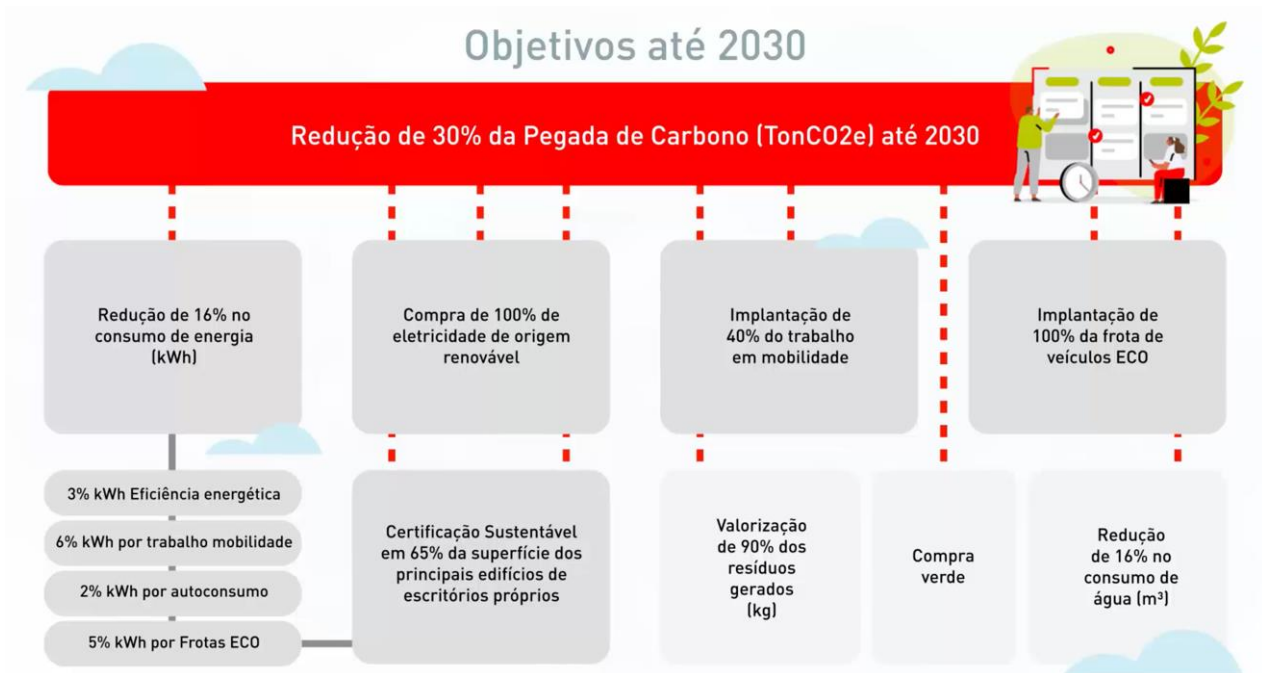 Objetivos até 2030
Redução de 30% da Pegada de Carbono (TonCO2e) até 2030
Redução de 16% no
consumo de energia
(kWh)
Compra de 100% de
eletricidade de origem
renovável
Implantação de
40% do trabalho
em mobilidade
Implantação de
100% da frota de
veículos ECO
3% kWh Eficiência energética
6% kWh por trabalho mobilidade
2% kWh por autoconsumo
5% kWh por Frotas ECO
Certificação Sustentável
em 65% da superfície dos
principais edifícios de
escritórios próprios
Valorização
de 90% dos
resíduos
gerados
(kg)
Compra
verde
Redução
de 16% no
consumo de
água (m³)